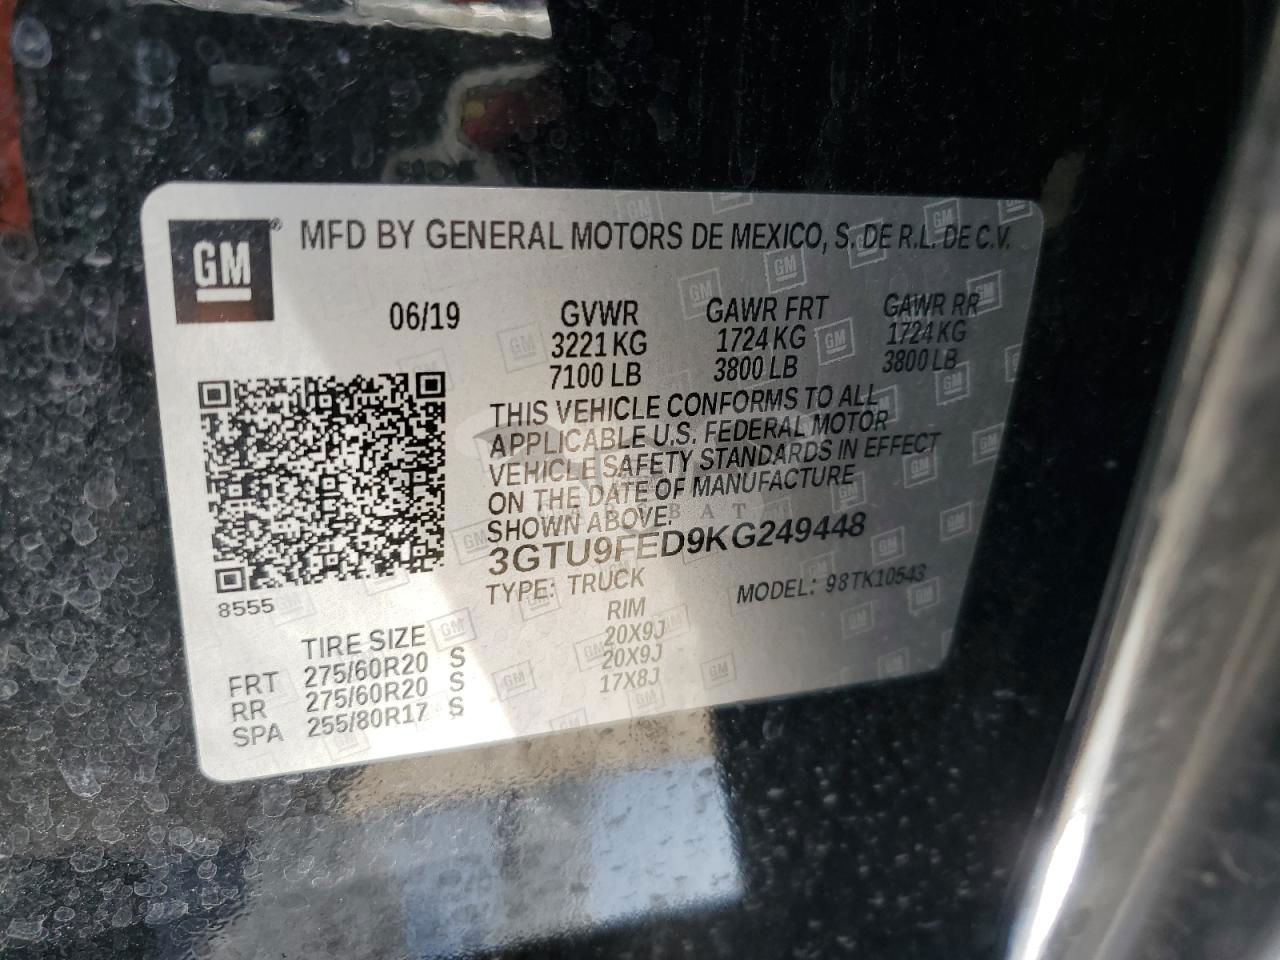 GM ® MFD BY GENERAL MOTORS DE MEXICO, S. DE R.L. DE C.V.
06/19 GVWR GAWR FRT GAWR RR
3221 KG 1724 KG 1724 KG
7100 LB 3800 LB 3800 LB
THIS VEHICLE CONFORMS TO ALL
APPLICABLE U.S. FEDERAL MOTOR
VEHICLE SAFETY STANDARDS IN EFFECT
ON THE DATE OF MANUFACTURE
SHOWN ABOVE.
3GTU9FED9KG249448
TYPE: TRUCK MODEL: 98TK10543
8555
TIRE SIZE RIM
FRT 275/60R20 S 20X9J
RR 275/60R20 S 20X9J
SPA 255/80R17 S 17X8J